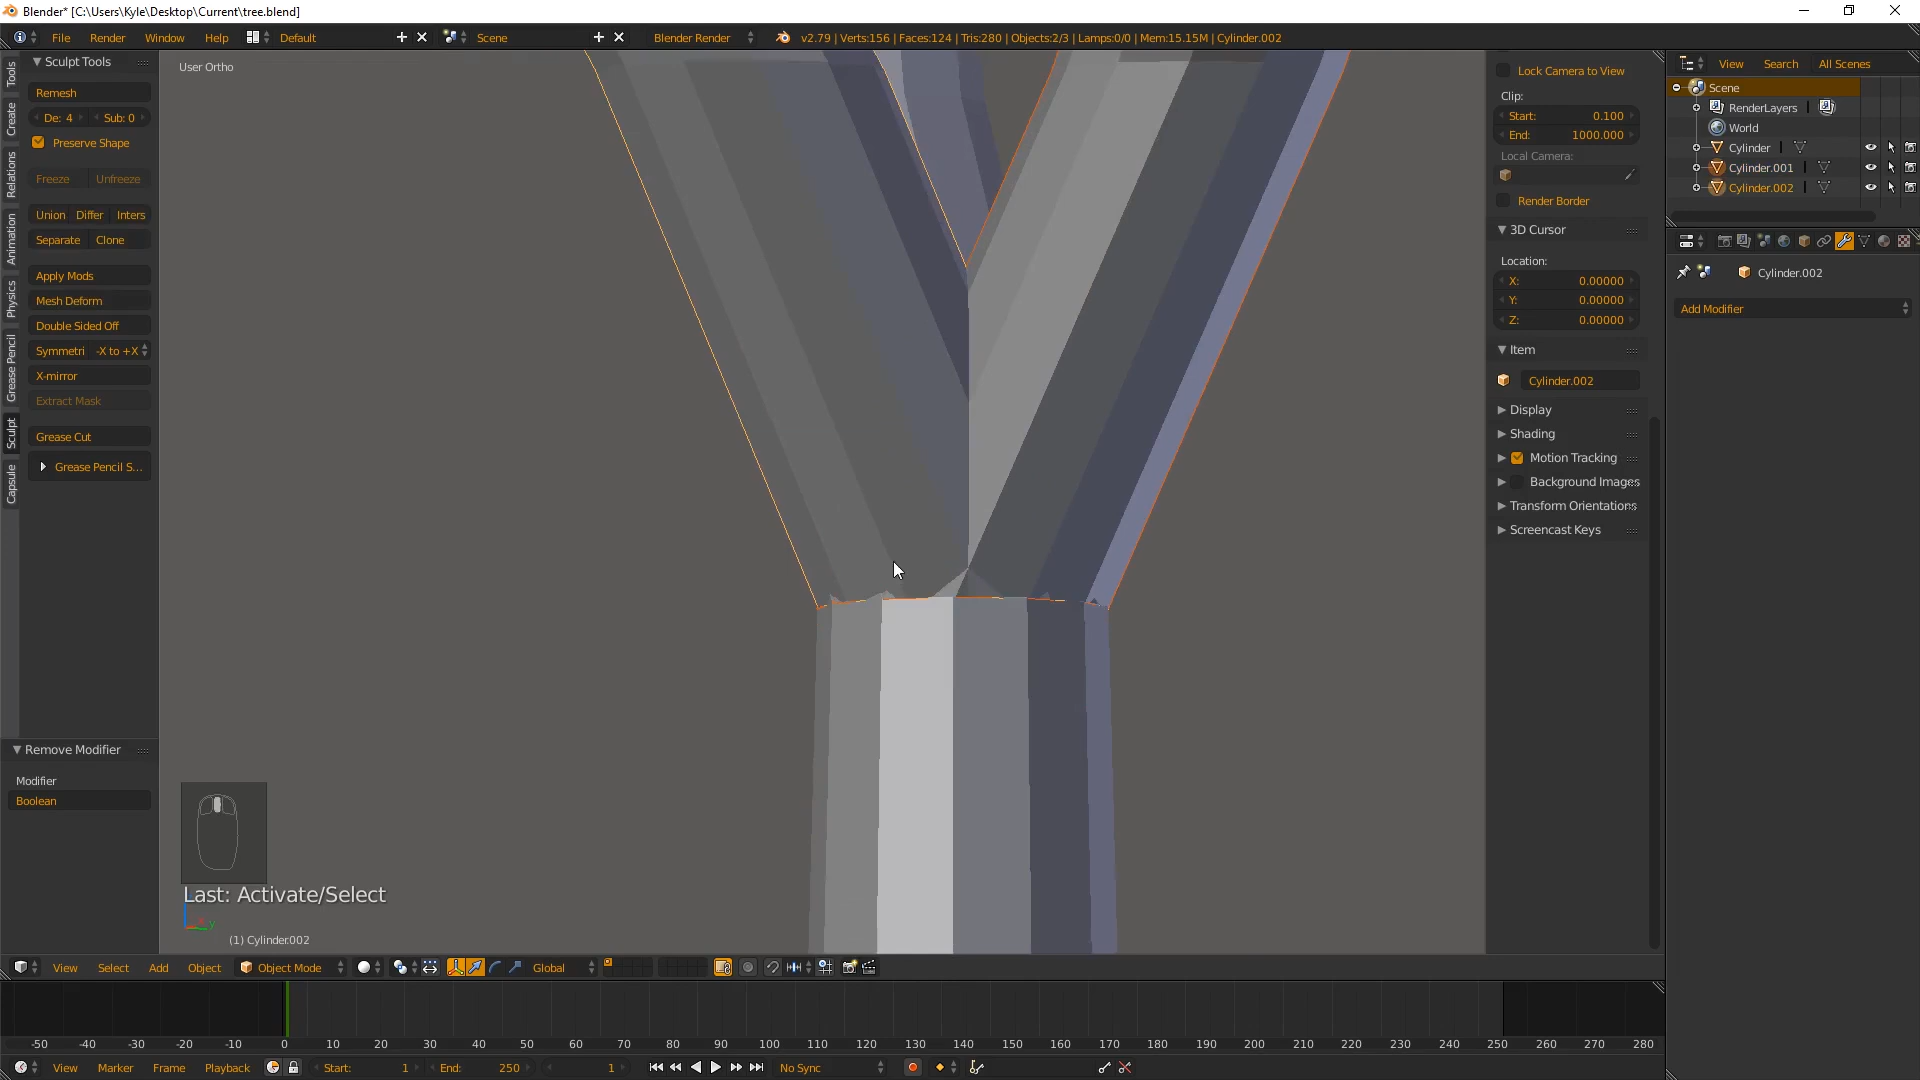 Blender* [C:\Users\Kyle\Desktop\Current\tree.blend]
File Render Window Help Default Scene Blender Render v2.79 | Verts:156 | Faces:124 | Tris:280 | Objects:2/3 | Lamps:0/0 | Mem:15.15M | Cylinder.002
Tools
Create
Relations
Animation
Physics
Grease Pencil
Sculpt
Capsule
Sculpt Tools
Remesh
De: 4 Sub: 0
Preserve Shape
Freeze Unfreeze
Union Differ Inters
Separate Clone
Apply Mods
Mesh Deform
Double Sided Off
Symmetri -X to +X
X-mirror
Extract Mask
Grease Cut
Grease Pencil S...
Remove Modifier
Modifier
Boolean
User Ortho
Last: Activate/Select
y
(1) Cylinder.002
Lock Camera to View
Clip:
Start: 0.100
End: 1000.000
Local Camera:
Render Border
3D Cursor
Location:
X: 0.00000
Y: 0.00000
Z: 0.00000
Item
Cylinder.002
Display
Shading
Motion Tracking
Background Images
Transform Orientations
Screencast Keys
View Search All Scenes
Scene
RenderLayers
World
Cylinder
Cylinder.001
Cylinder.002
Cylinder.002
Add Modifier
View Select Add Object Object Mode Global
-50 -40 -30 -20 -10 0 10 20 30 40 50 60 70 80 90 100 110 120 130 140 150 160 170 180 190 200 210 220 230 240 250 260 270 280
View Marker Frame Playback Start: 1 End: 250 1 No Sync